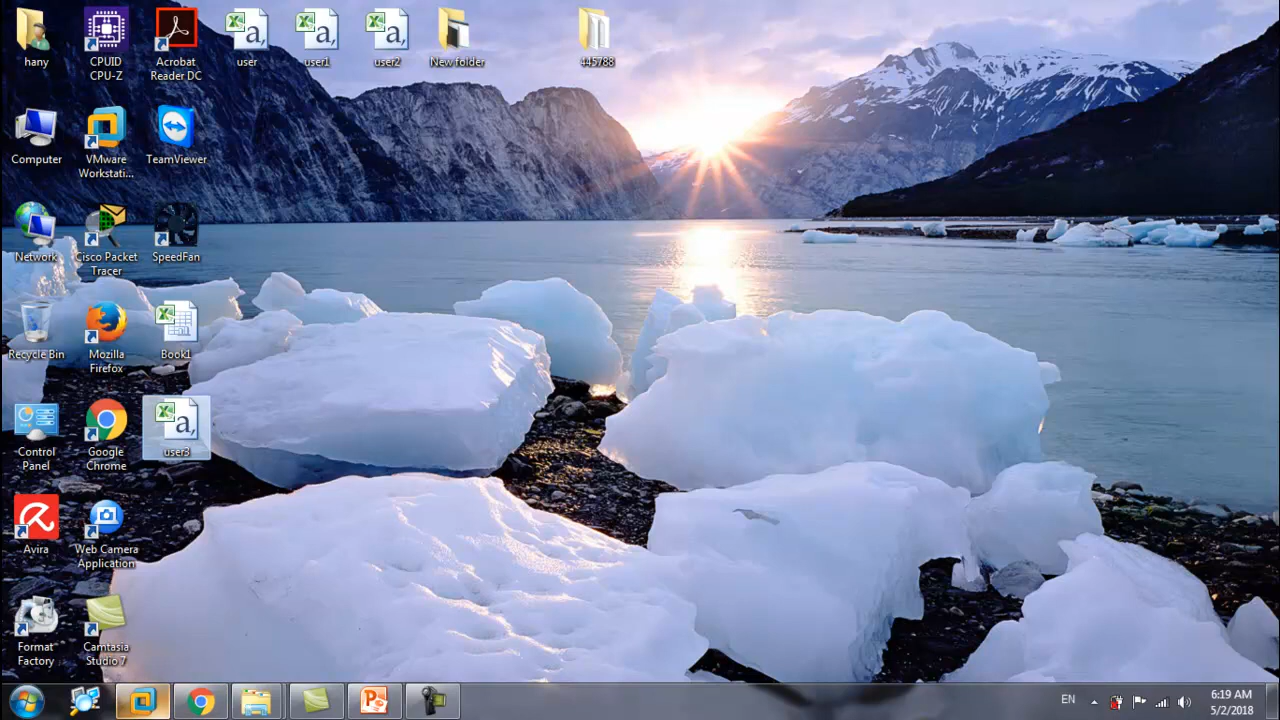 hany
CPUID
CPU-Z
Acrobat
Reader DC
user
user1
user2
New folder
445788
Computer
VMware
Workstati...
TeamViewer
Network
Cisco Packet
Tracer
SpeedFan
Recycle Bin
Mozilla
Firefox
Book1
Control
Panel
Google
Chrome
user3
Avira
Web Camera
Application
Format
Factory
Camtasia
Studio 7
EN
6:19 AM
5/2/2018